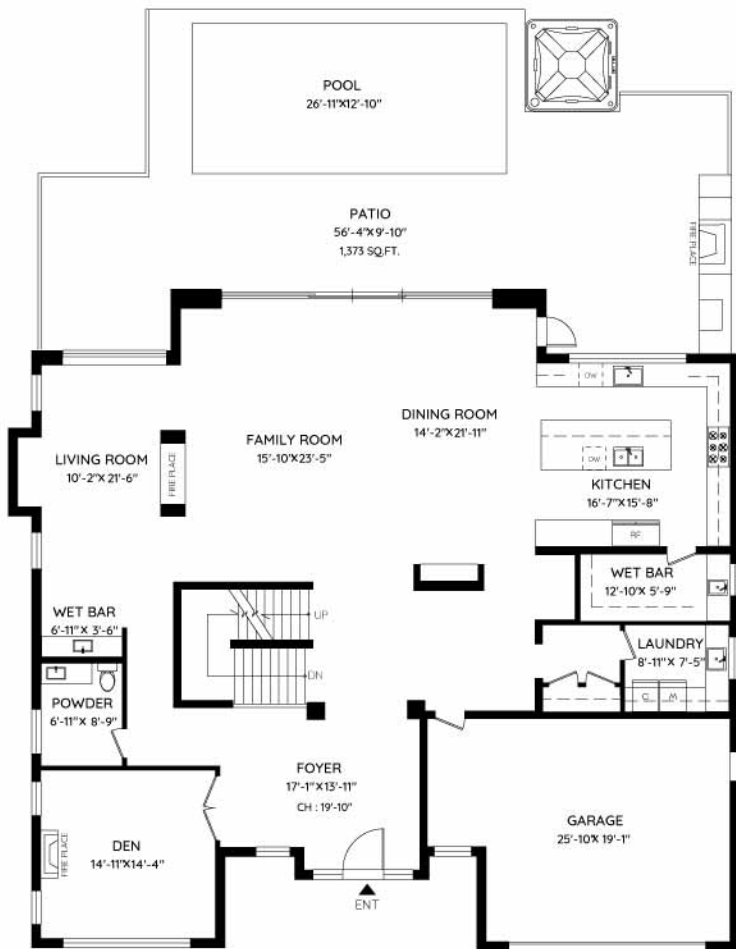 POOL
26'-11"X12'-10"
PATIO
56'-4"X9'-10"
1,373 SQ.FT.
FIRE PLACE
DINING ROOM
14'-2"X21'-11"
DW
FAMILY ROOM
15'-10"X23'-5"
LIVING ROOM
10'-2"X21'-6"
FIRE PLACE
DW
KITCHEN
16'-7"X15'-8"
RF
WET BAR
12'-10"X 5'-9"
WET BAR
6'-11"X 3'-6"
UP
DN
LAUNDRY
8'-11"X 7'-5"
C M
POWDER
6'-11"X 8'-9"
FOYER
17'-1"X13'-11"
CH : 19'-10"
GARAGE
25'-10X 19'-1"
DEN
14'-11"X14'-4"
FIRE PLACE
ENT